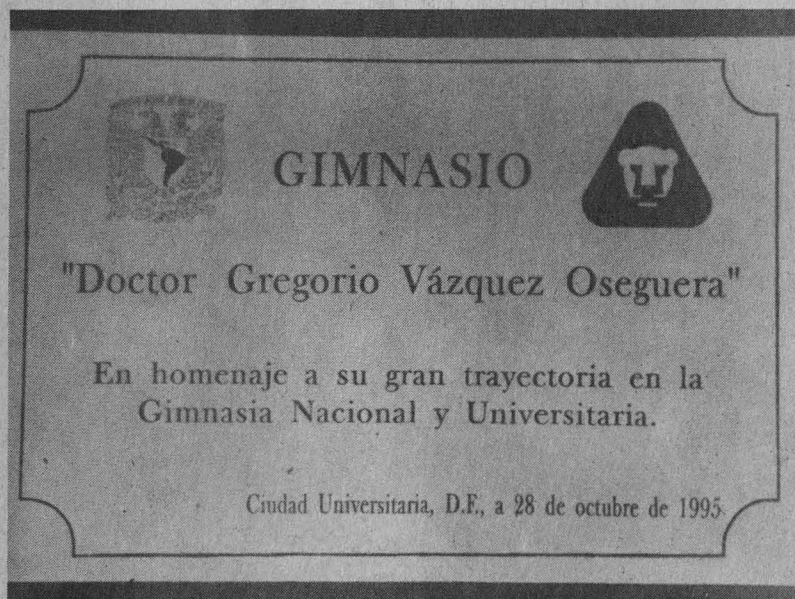 GIMNASIO
"Doctor Gregorio Vázquez Oseguera"
En homenaje a su gran trayectoria en la
Gimnasia Nacional y Universitaria.
Ciudad Universitaria, D.F., a 28 de octubre de 1995